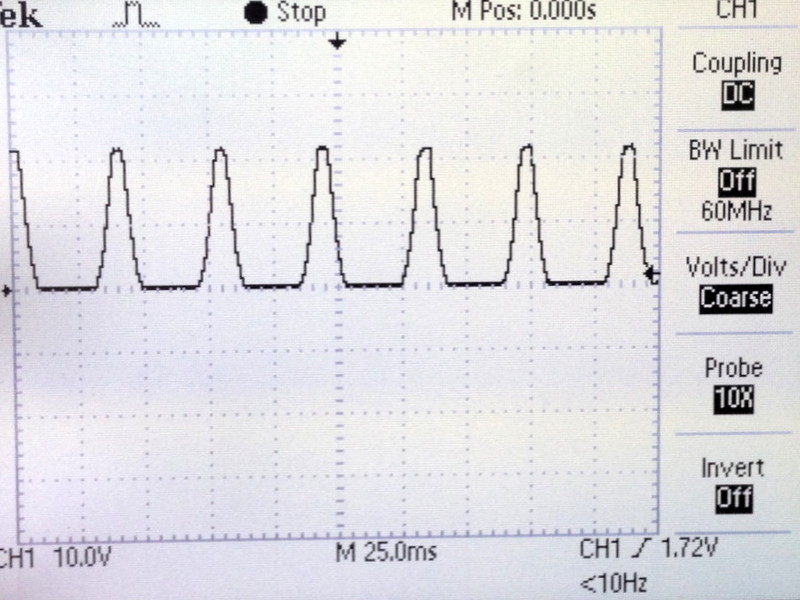 ek Stop M Pos: 0.000s CH1
Coupling
DC
BW Limit
Off
60MHz
Volts/Div
Coarse
Probe
10X
Invert
Off
CH1 10.0V M 25.0ms CH1 1.72V
<10Hz